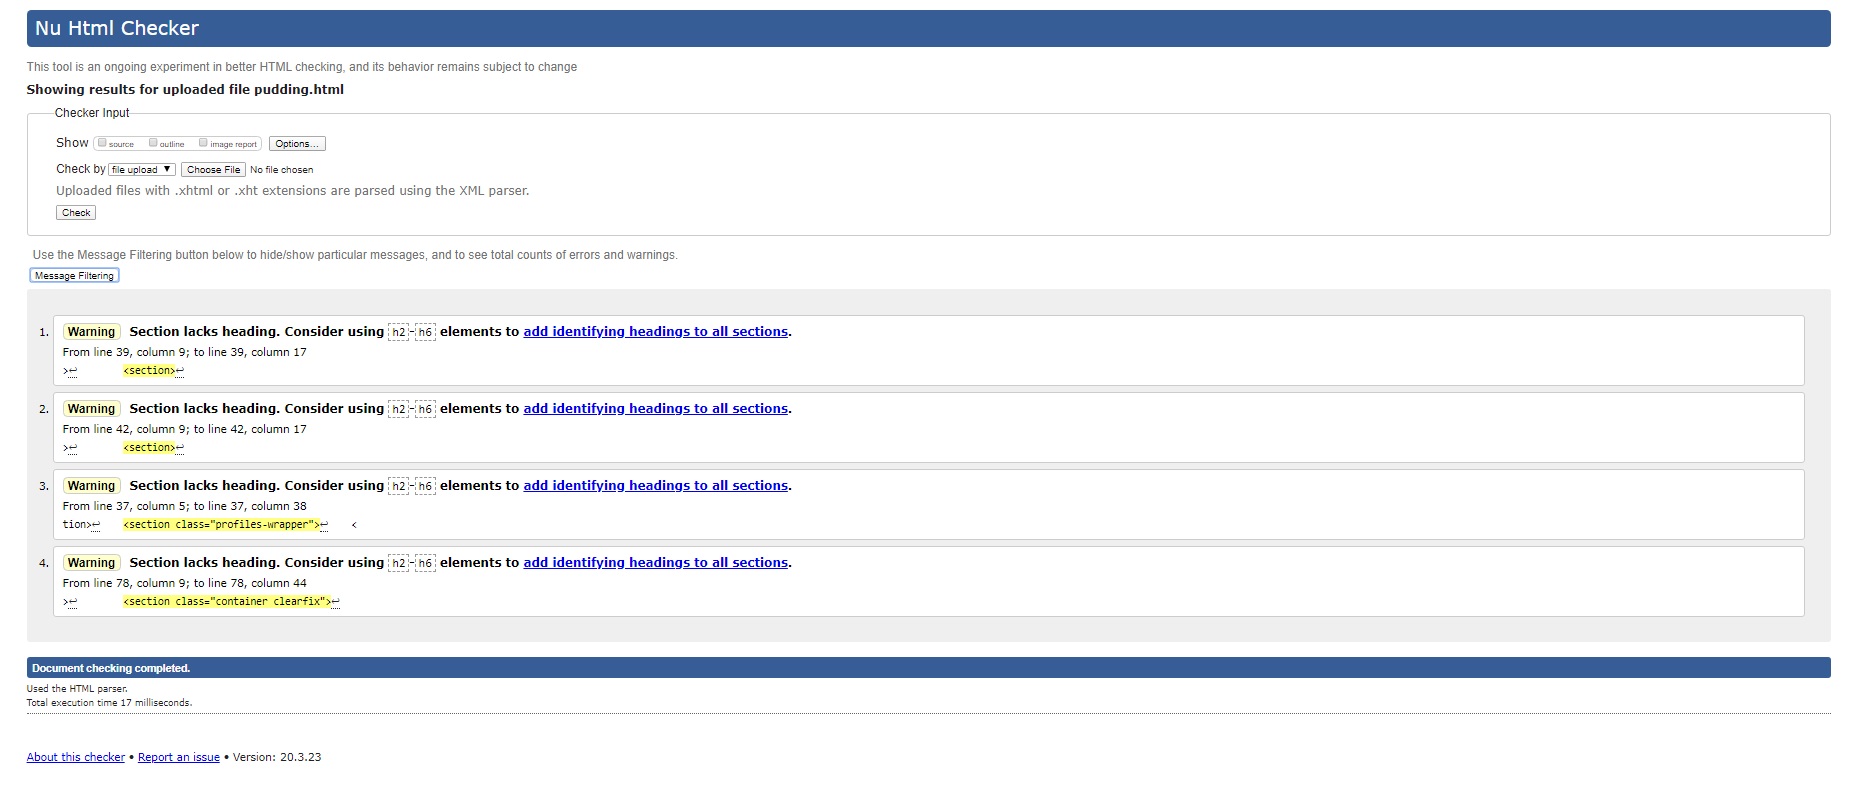 Nu Html Checker
This tool is an ongoing experiment in better HTML checking, and its behavior remains subject to change
Showing results for uploaded file pudding.html
Checker Input
Show source outline image report Options...
Check by file upload ▼ Choose File No file chosen
Uploaded files with .xhtml or .xht extensions are parsed using the XML parser.
Check
Use the Message Filtering button below to hide/show particular messages, and to see total counts of errors and warnings.
Message Filtering
1. Warning Section lacks heading. Consider using h2-h6 elements to add identifying headings to all sections.
From line 39, column 9; to line 39, column 17
>↩ <section>↩
2. Warning Section lacks heading. Consider using h2-h6 elements to add identifying headings to all sections.
From line 42, column 9; to line 42, column 17
>↩ <section>↩
3. Warning Section lacks heading. Consider using h2-h6 elements to add identifying headings to all sections.
From line 37, column 5; to line 37, column 38
tion>↩ <section class="profiles-wrapper">↩ <
4. Warning Section lacks heading. Consider using h2-h6 elements to add identifying headings to all sections.
From line 78, column 9; to line 78, column 44
>↩ <section class="container clearfix">↩
Document checking completed.
Used the HTML parser.
Total execution time 17 milliseconds.
About this checker • Report an issue • Version: 20.3.23